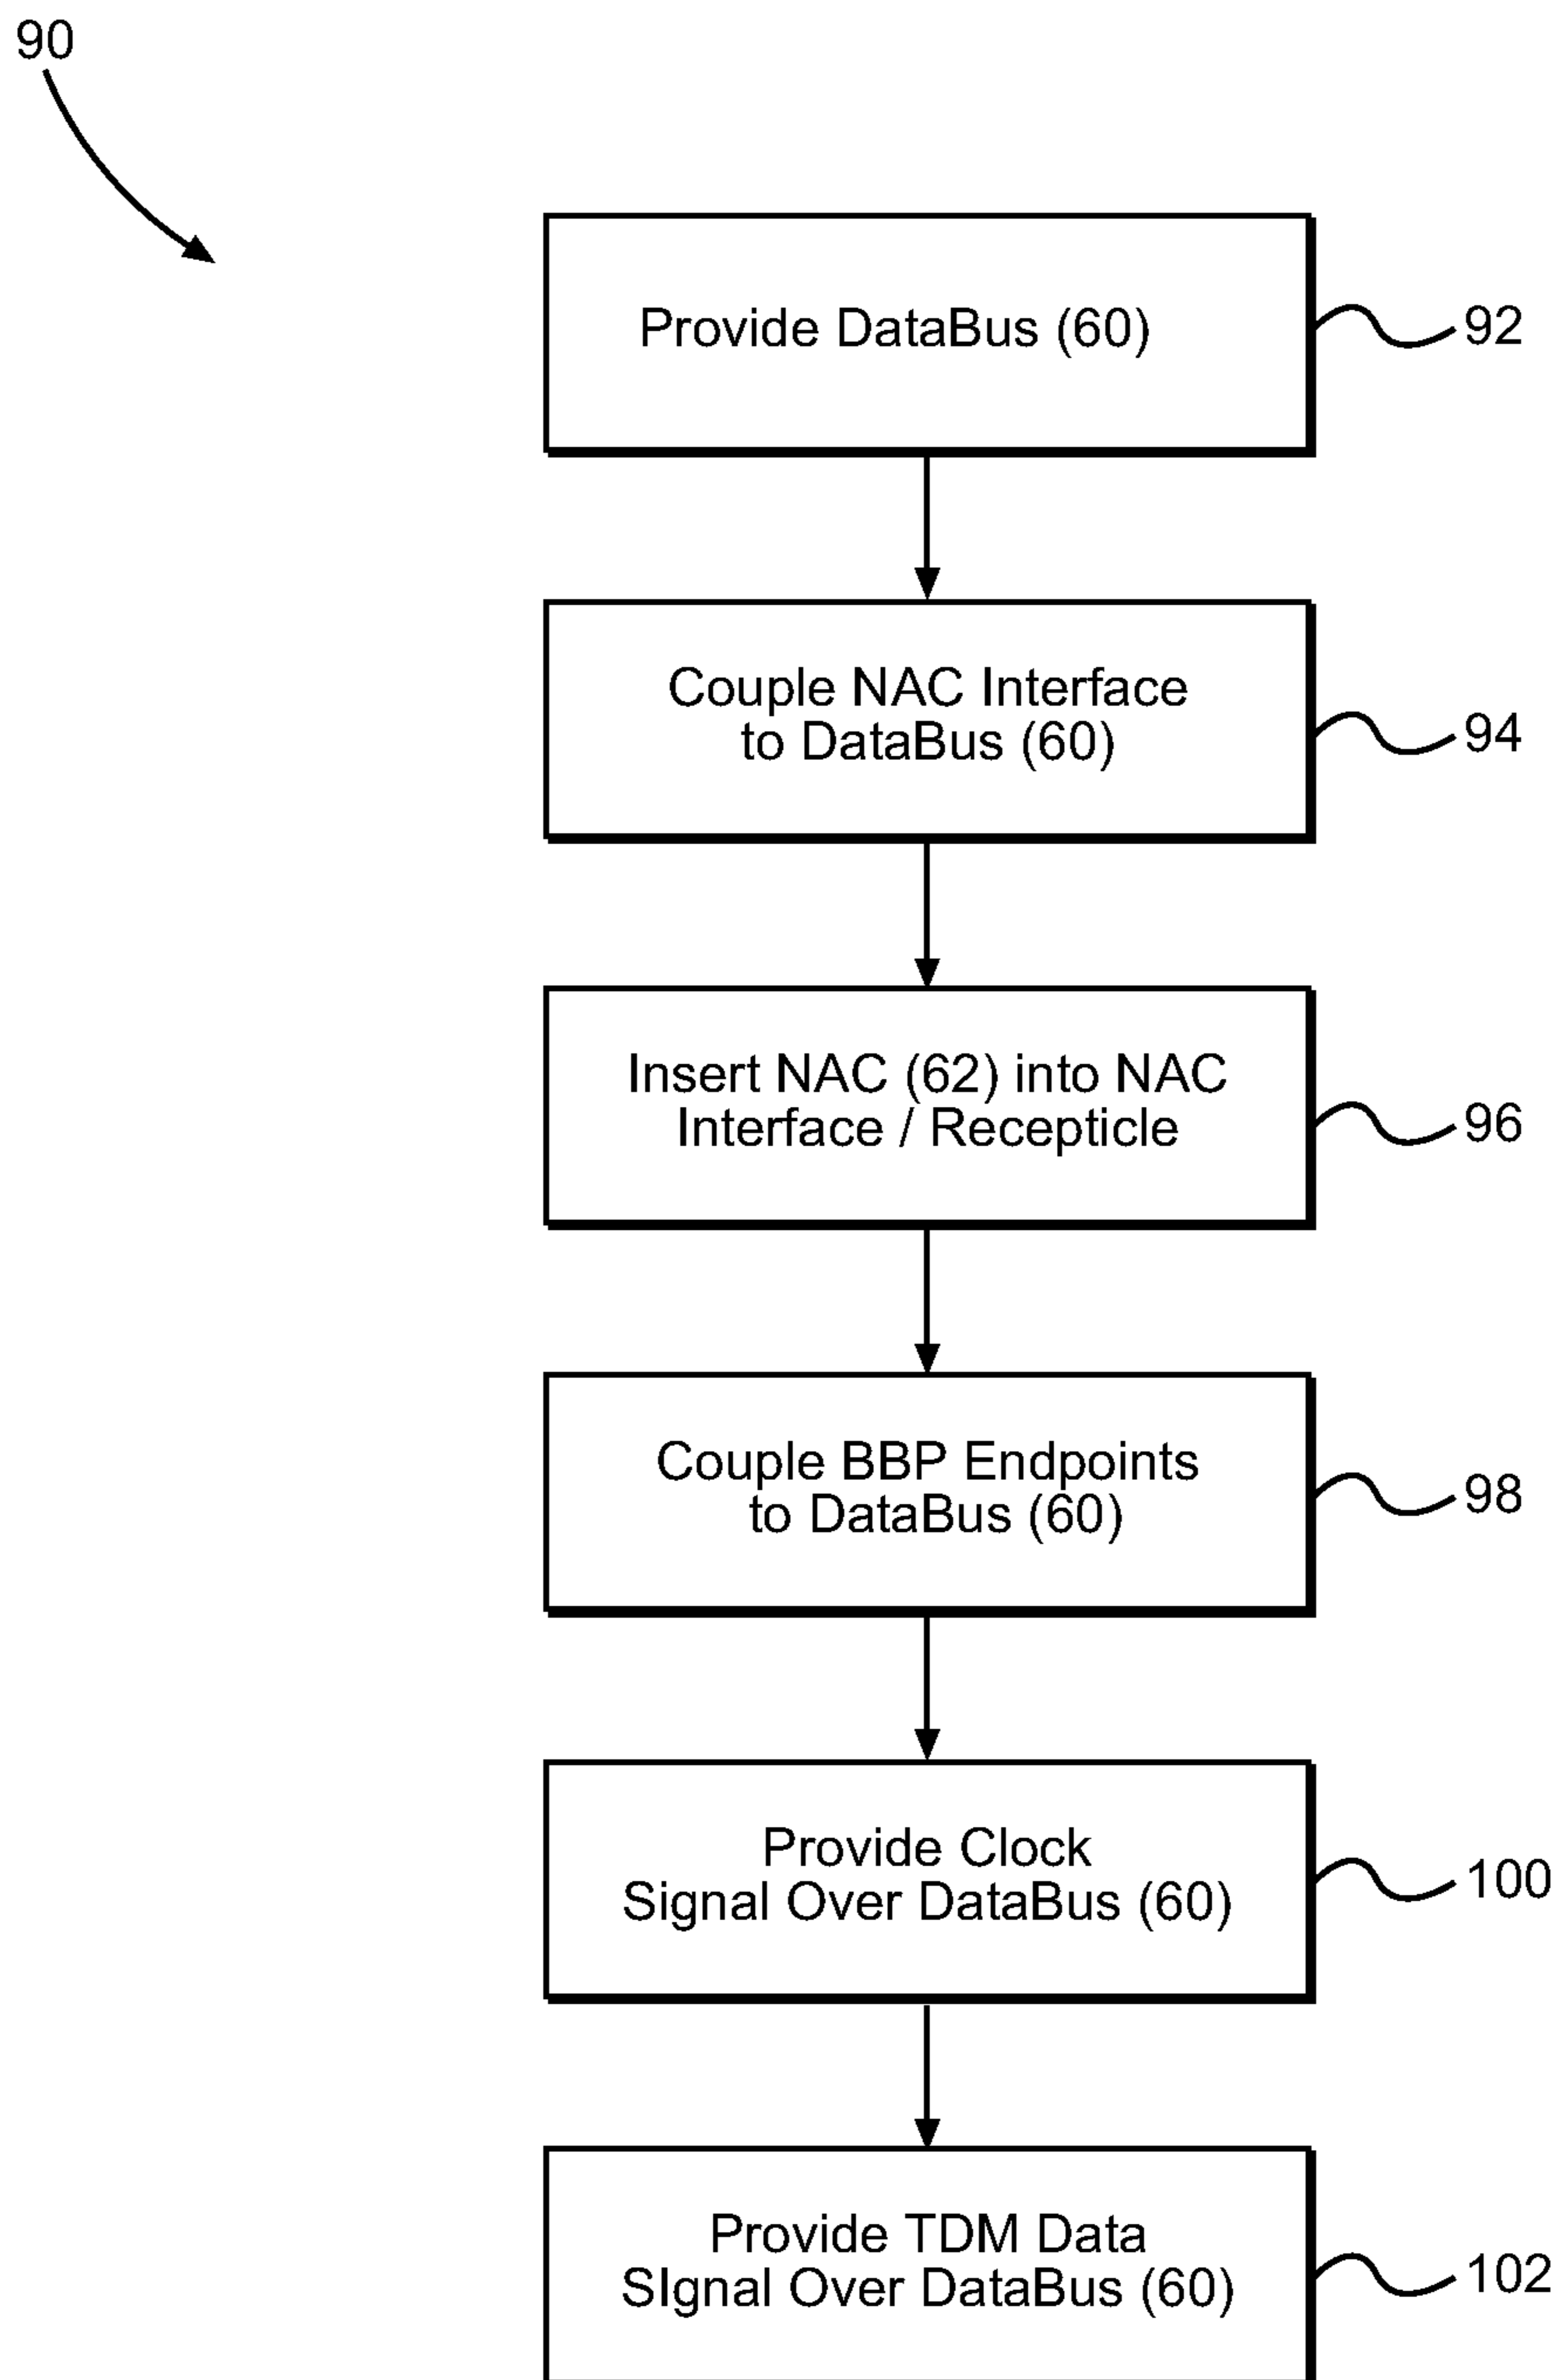 90
Provide DataBus (60)
92
Couple NAC Interface
to DataBus (60)
94
Insert NAC (62) into NAC
Interface / Recepticle
96
Couple BBP Endpoints
to DataBus (60)
98
Provide Clock
Signal Over DataBus (60)
100
Provide TDM Data
SIgnal Over DataBus (60)
102